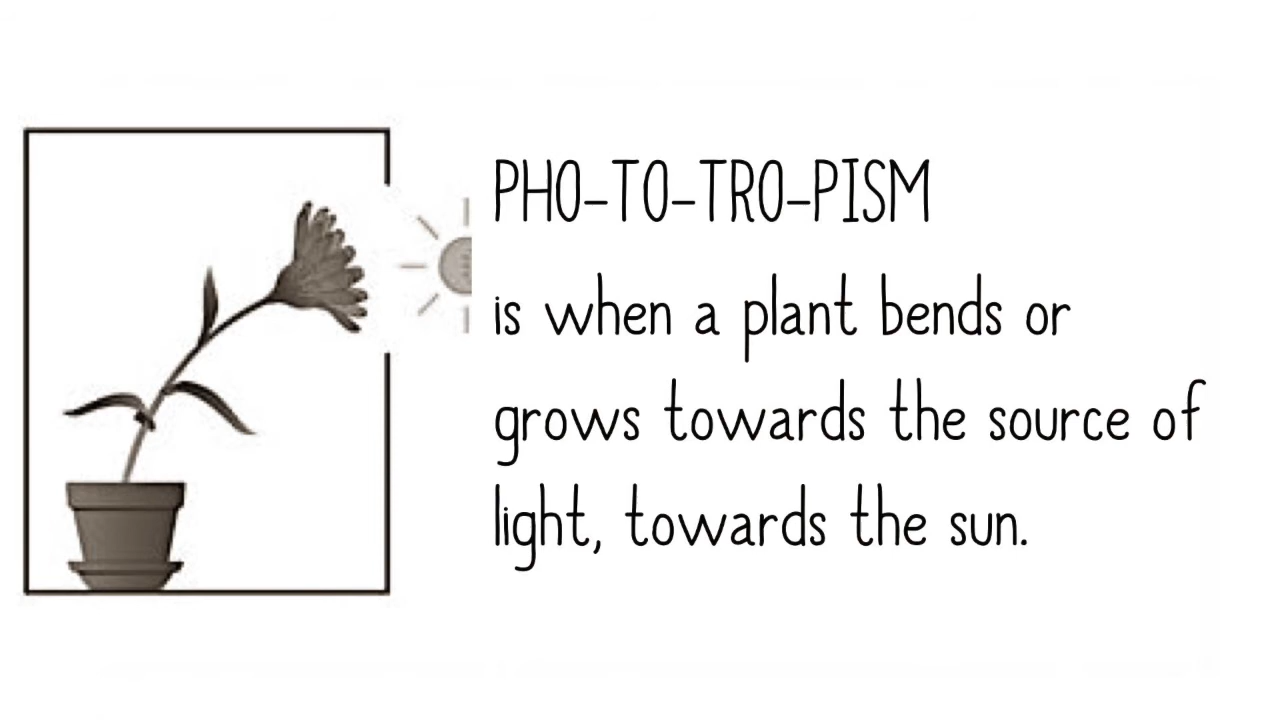 PHO-TO-TRO-PISM
is when a plant bends or
grows towards the source of
light, towards the sun.